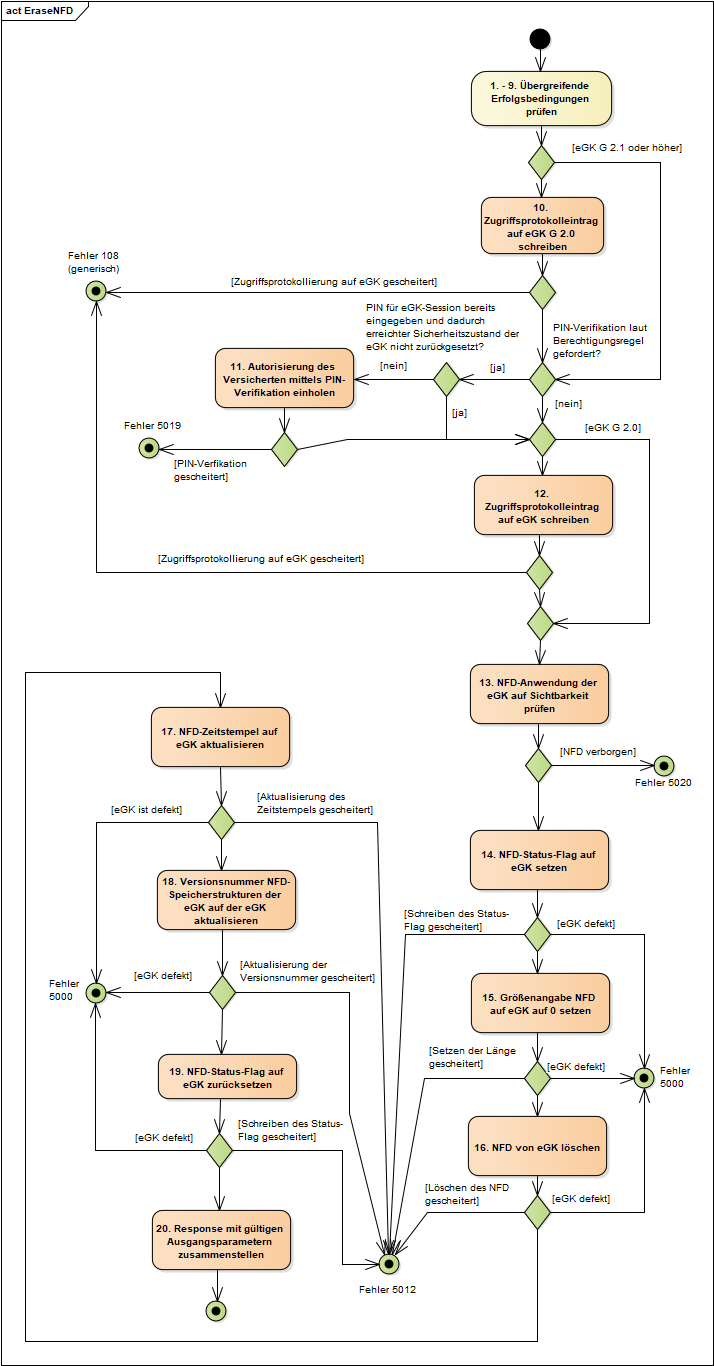 act EraseNFD
1. - 9. Übergreifende
Erfolgsbedingungen
prüfen
[eGK G 2.1 oder höher]
10.
Zugriffsprotokolleintrag
auf eGK G 2.0
schreiben
Fehler 108
(generisch)
[Zugriffsprotokollierung auf eGK gescheitert]
PIN für eGK-Session bereits
eingegeben und dadurch
erreichter Sicherheitszustand der
eGK nicht zurückgesetzt?
PIN-Verifikation laut
Berechtigungsregel
gefordert?
11. Autorisierung des
Versicherten mittels PIN-
Verifikation einholen
[nein]
[ja]
[nein]
[ja]
Fehler 5019
[PIN-Verfikation
gescheitert]
[eGK G 2.0]
12.
Zugriffsprotokolleintrag
auf eGK schreiben
[Zugriffsprotokollierung auf eGK gescheitert]
13. NFD-Anwendung der
eGK auf Sichtbarkeit
prüfen
[NFD verborgen]
Fehler 5020
14. NFD-Status-Flag auf
eGK setzen
[Schreiben des Status-
Flag gescheitert]
[eGK defekt]
15. Größenangabe NFD
auf eGK auf 0 setzen
[Setzen der Länge
gescheitert]
[eGK defekt]
Fehler
5000
16. NFD von eGK löschen
[Löschen des NFD
gescheitert]
[eGK defekt]
17. NFD-Zeitstempel auf
eGK aktualisieren
[eGK ist defekt]
[Aktualisierung des
Zeitstempels gescheitert]
18. Versionsnummer NFD-
Speicherstrukturen der
eGK auf der eGK
aktualisieren
Fehler
5000
[eGK defekt]
[Aktualisierung der
Versionsnummer gescheitert]
19. NFD-Status-Flag auf
eGK zurücksetzen
[eGK defekt]
[Schreiben des Status-
Flag gescheitert]
20. Response mit gültigen
Ausgangsparametern
zusammenstellen
Fehler 5012